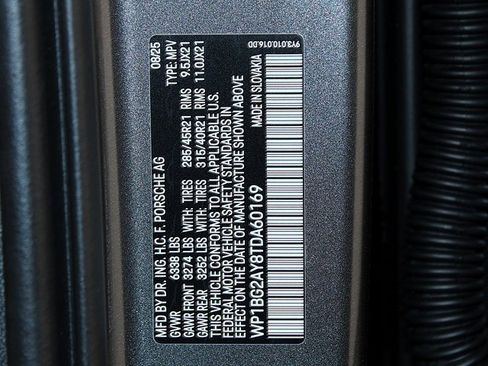 MFD BY DR. ING. H.C. F. PORSCHE AG 08/25
GVWR 6338 LBS TYPE: MPV
GAWR FRONT 3274 LBS WITH: TIRES 285/45R21 RIMS 9.5JX21
GAWR REAR 3252 LBS WITH: TIRES 315/40R21 RIMS 11.0JX21
THIS VEHICLE CONFORMS TO ALL APPLICABLE U.S.
FEDERAL MOTOR VEHICLE SAFETY STANDARDS IN
EFFECT ON THE DATE OF MANUFACTURE SHOWN ABOVE
WP1BG2AY8TDA60169
MADE IN SLOVAKIA
9Y3.010.016.DD